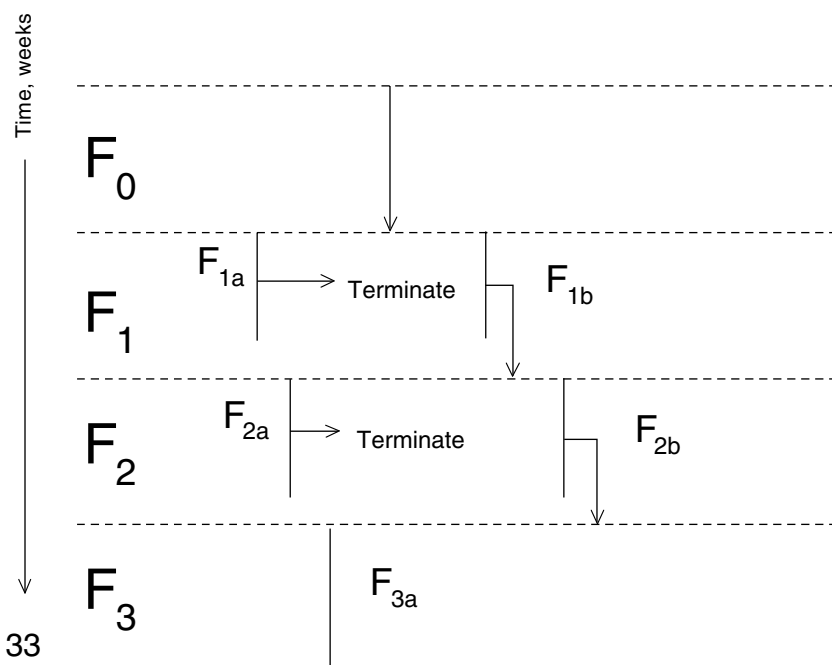 Time, weeks
F0
F1a
Terminate
F1b
F1
F2a
Terminate
F2b
F2
F3a
F3
33